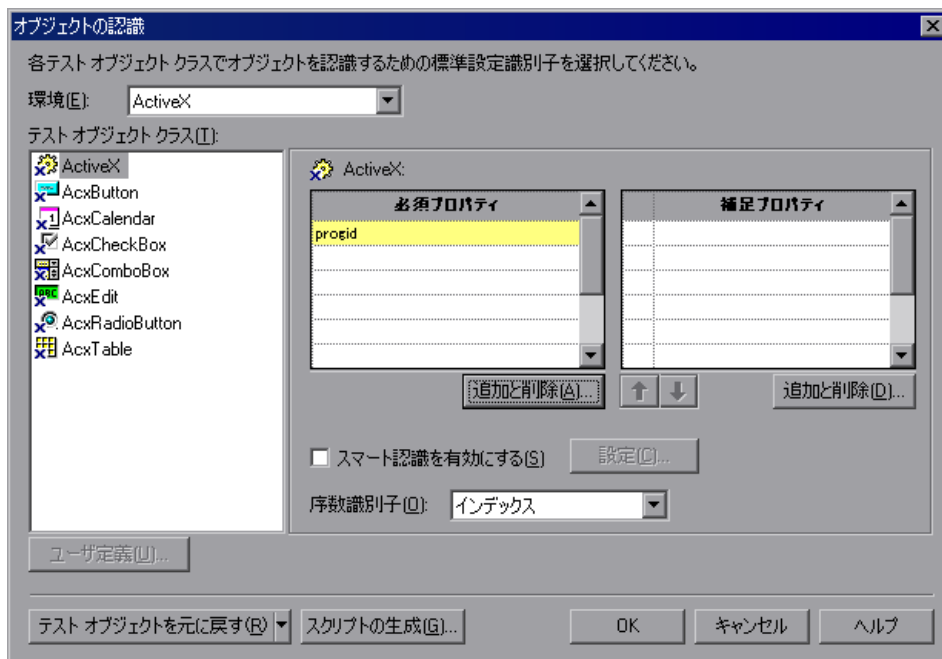 オブジェクトの認識
各テスト オブジェクト クラスでオブジェクトを認識するための標準設定識別子を選択してください。
環境(E): ActiveX
テスト オブジェクト クラス(T):
ActiveX
AcxButton
AcxCalendar
AcxCheckBox
AcxComboBox
AcxEdit
AcxRadioButton
AcxTable
ActiveX:
必須プロパティ
progid
補足プロパティ
追加と削除(A)...
追加と削除(D)...
スマート認識を有効にする(S)
設定(C)...
序数識別子(O): インデックス
ユーザ定義(U)...
テスト オブジェクトを元に戻す(R)
スクリプトの生成(G)...
OK
キャンセル
ヘルプ